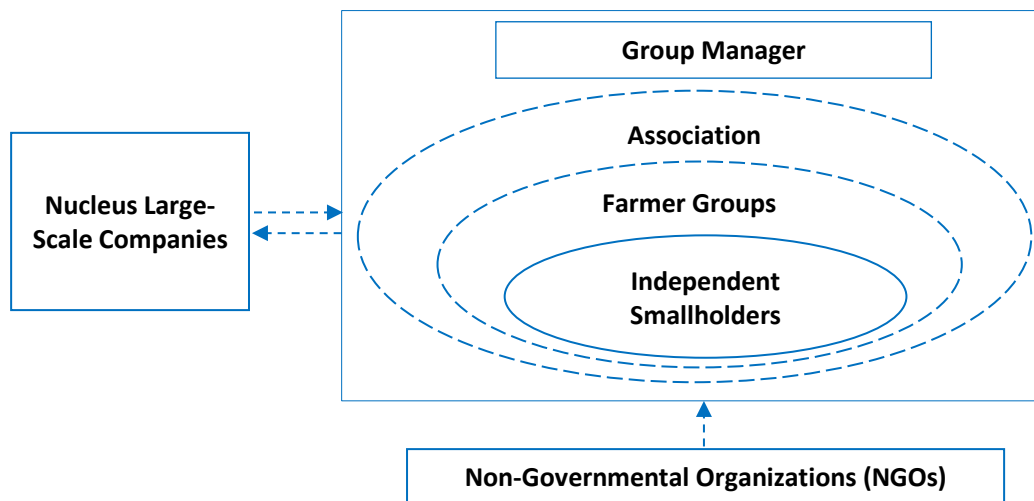 Group Manager
Association
Nucleus Large-
Scale Companies
Farmer Groups
Independent
Smallholders
Non-Governmental Organizations (NGOs)